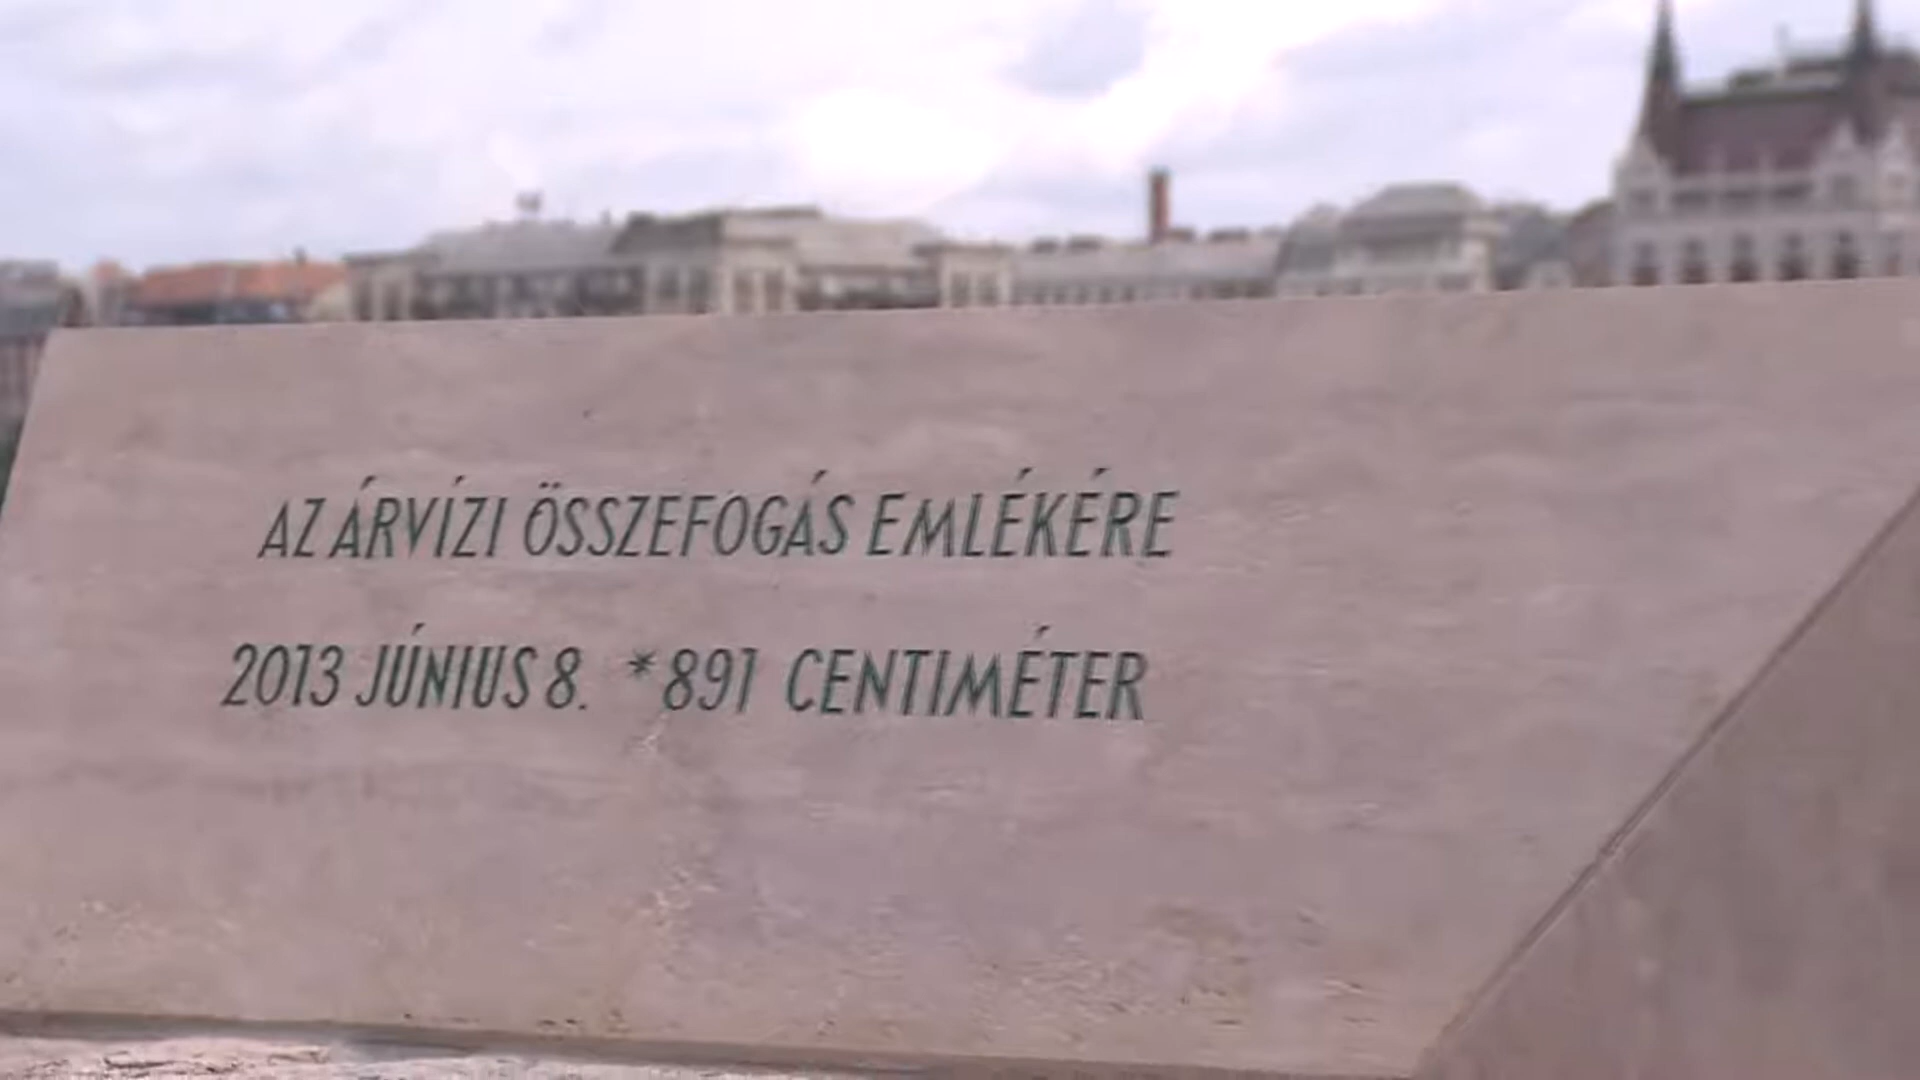 AZ ÁRVÍZI ÖSSZEFOGÁS EMLÉKÉRE
2013 JÚNIUS 8. *891 CENTIMÉTER